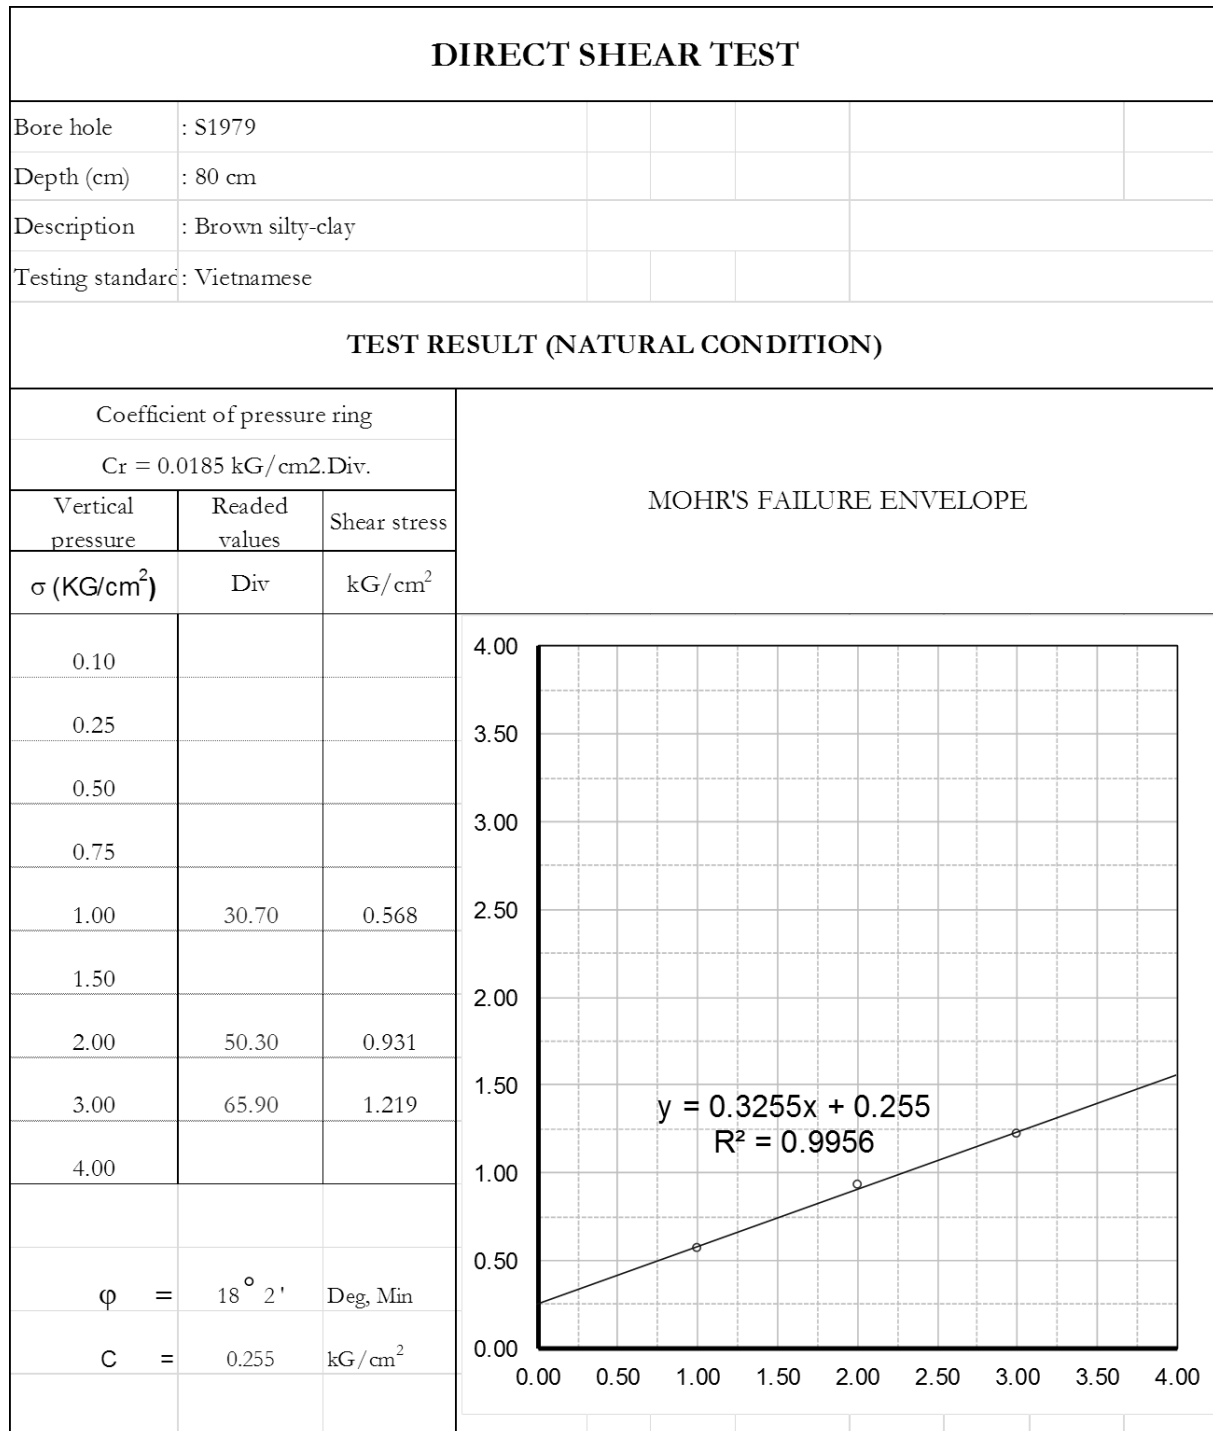 DIRECT SHEAR TEST
Bore hole : S1979
Depth (cm) : 80 cm
Description : Brown silty-clay
Testing standard : Vietnamese
TEST RESULT (NATURAL CONDITION)
Coefficient of pressure ring
Cr = 0.0185 kG/cm2.Div.
Vertical pressure Readed values Shear stress
σ (KG/cm²) Div kG/cm²
0.10
0.25
0.50
0.75
1.00 30.70 0.568
1.50
2.00 50.30 0.931
3.00 65.90 1.219
4.00
φ = 18° 2' Deg, Min
C = 0.255 kG/cm²
MOHR'S FAILURE ENVELOPE
4.00
3.50
3.00
2.50
2.00
1.50
1.00
0.50
0.00
y = 0.3255x + 0.255
R² = 0.9956
0.00 0.50 1.00 1.50 2.00 2.50 3.00 3.50 4.00